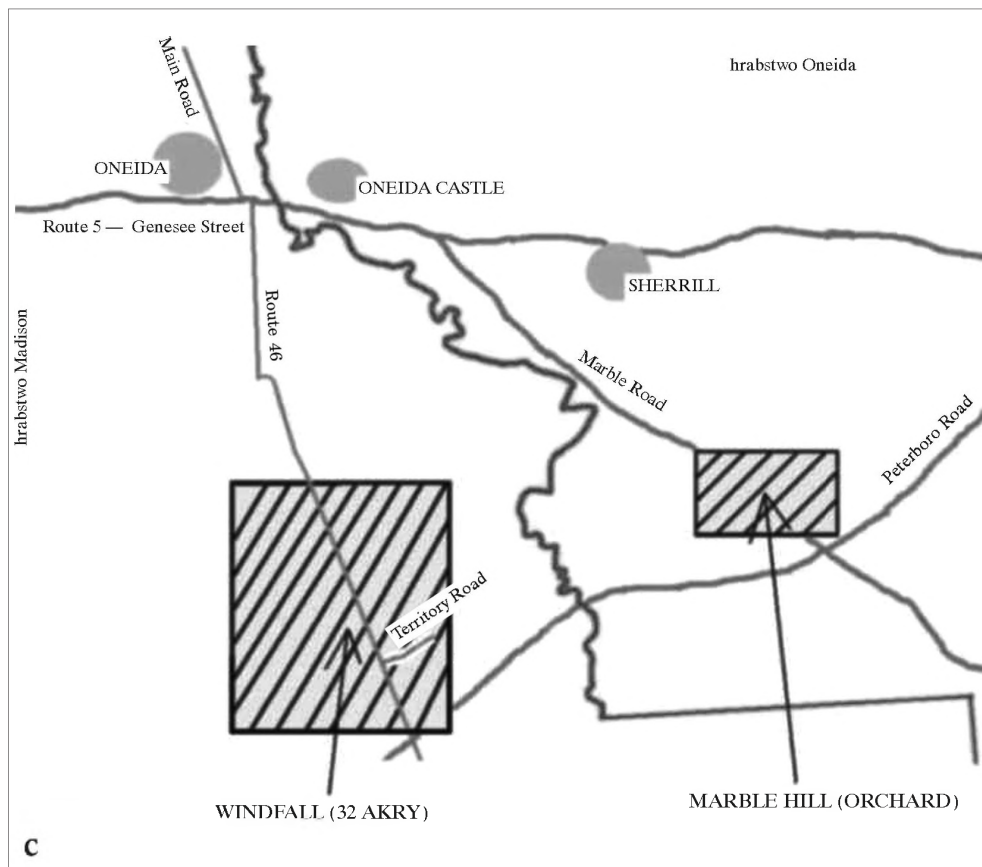 Main Road
hrabstwo Oneida
ONEIDA
ONEIDA CASTLE
Route 5 — Genesee Street
SHERRILL
Route 46
hrabstwo Madison
Marble Road
Peterboro Road
Territory Road
WINDFALL (32 AKRY)
MARBLE HILL (ORCHARD)
C